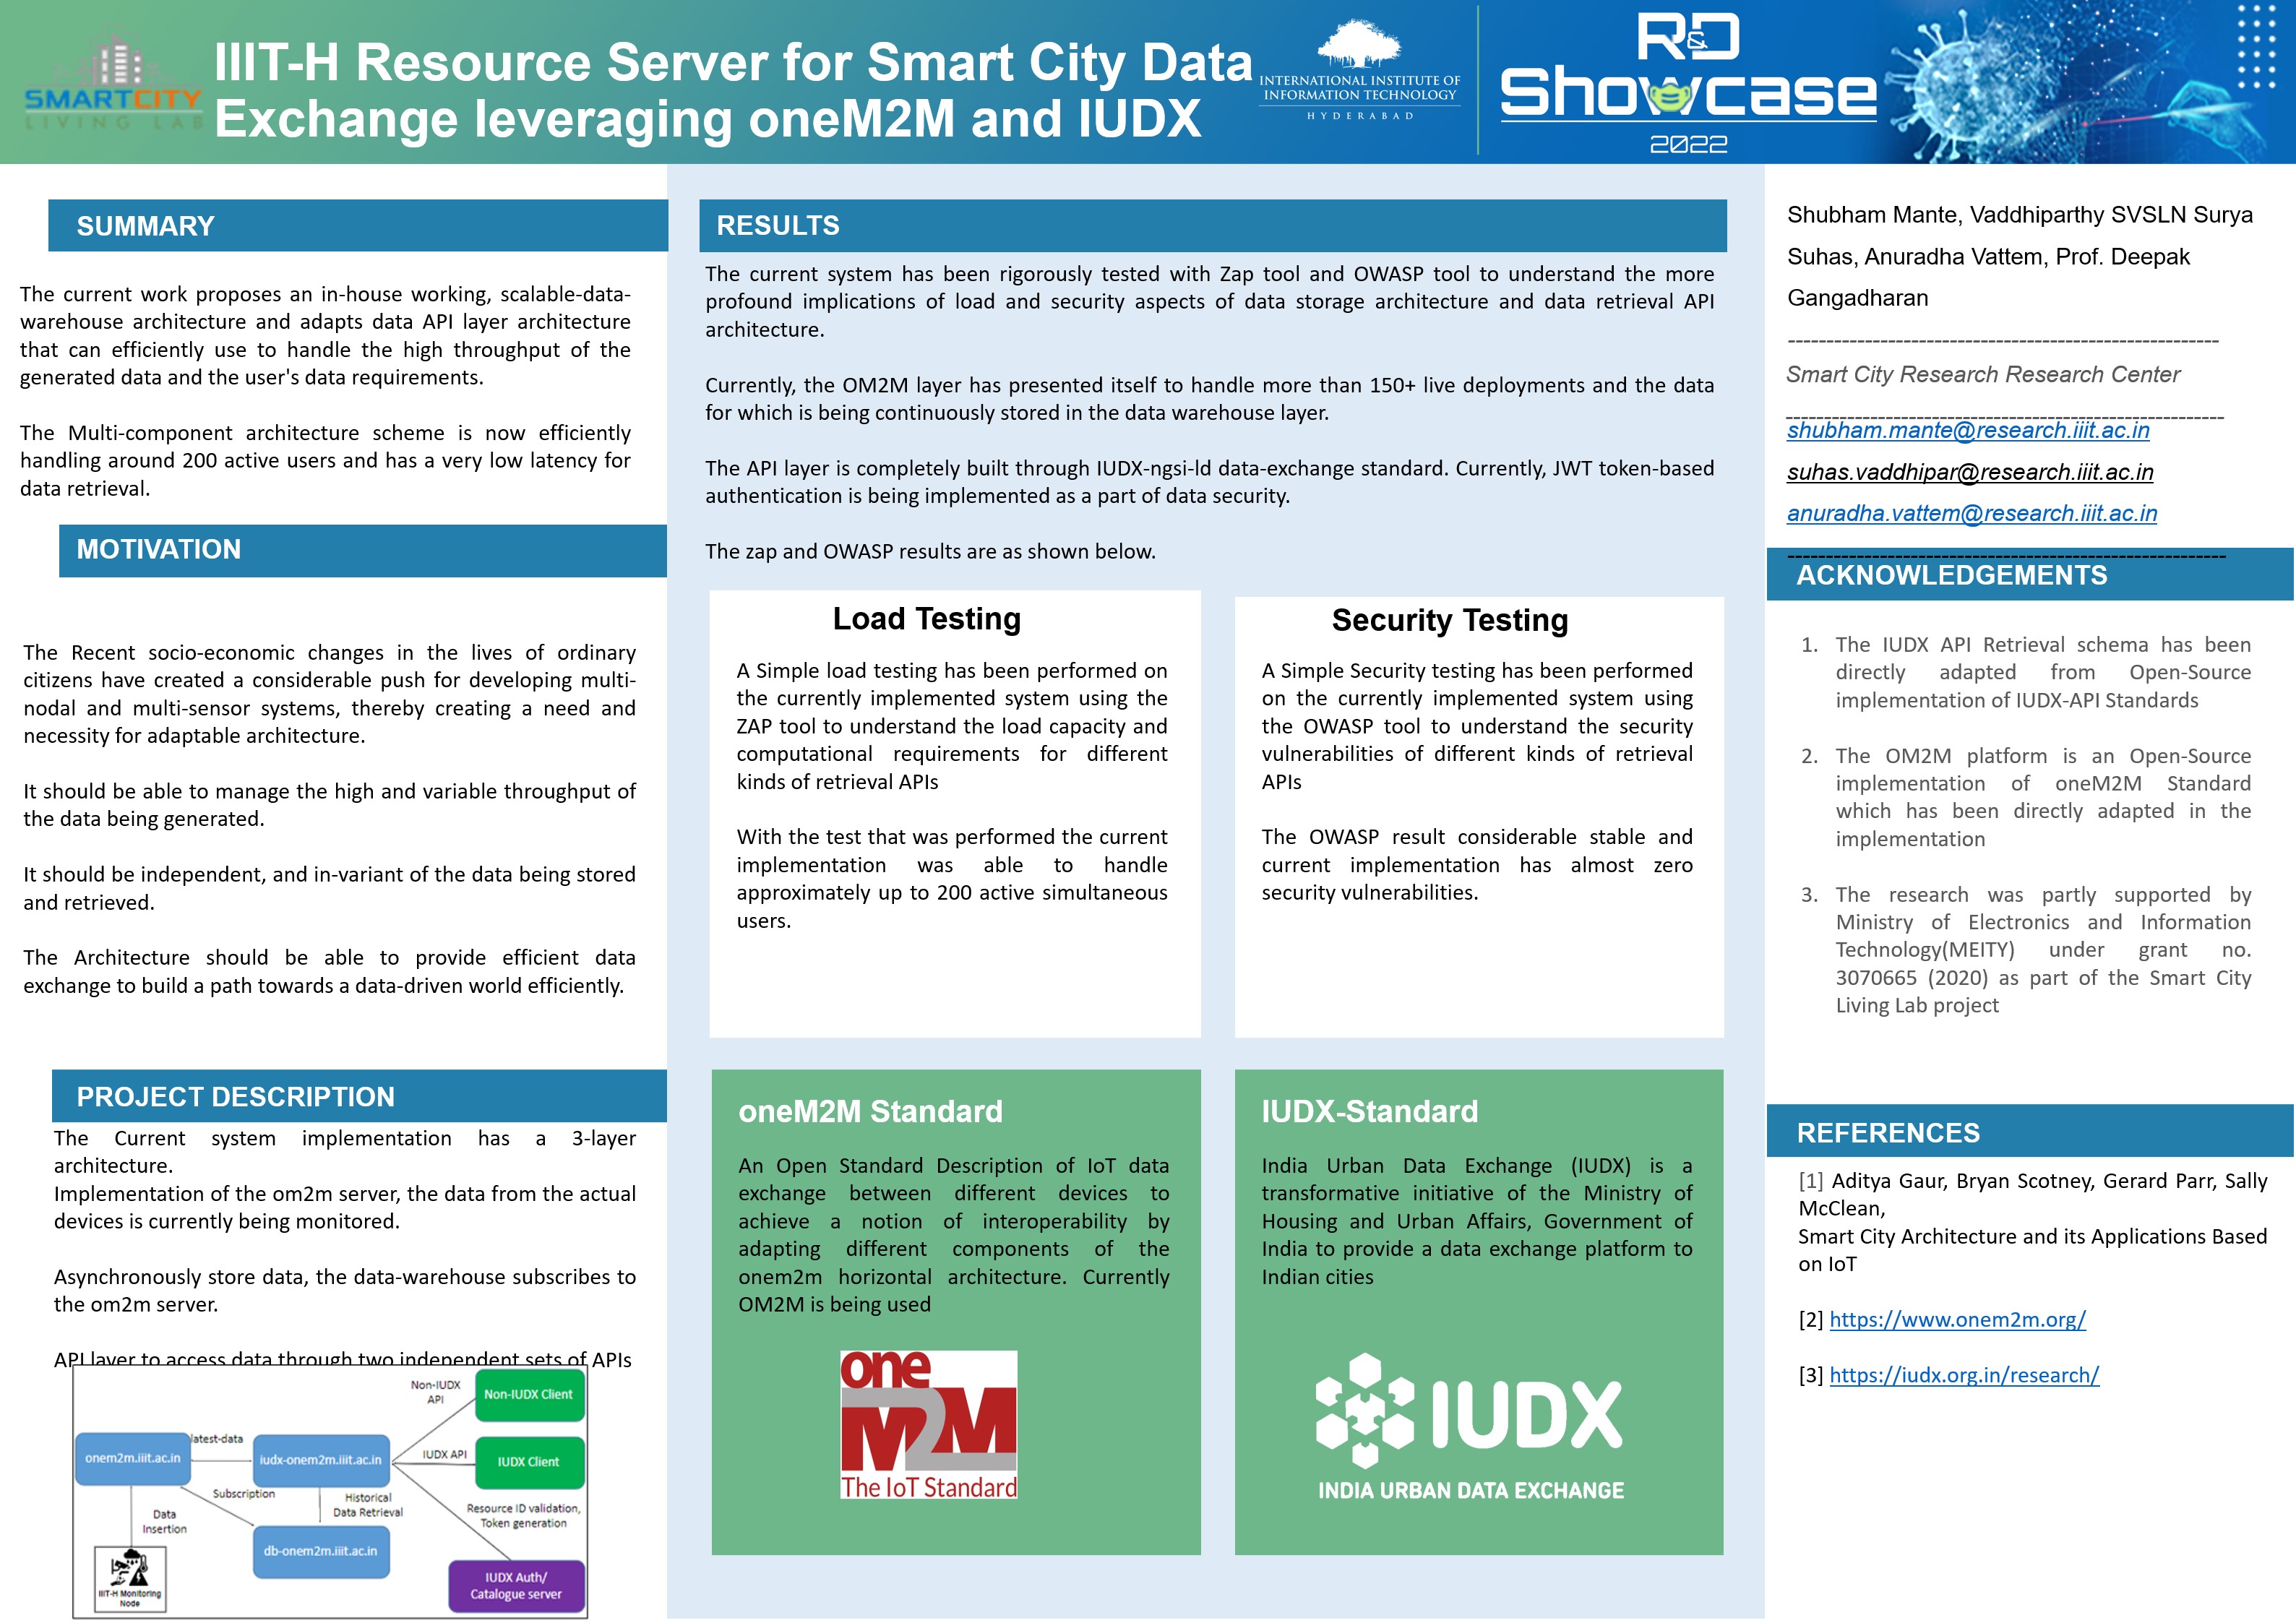 SMARTCITY
LIVING LAB
IIIT-H Resource Server for Smart City Data
Exchange leveraging oneM2M and IUDX
INTERNATIONAL INSTITUTE OF
INFORMATION TECHNOLOGY
HYDERABAD
R&D
Showcase
2022
SUMMARY
The current work proposes an in-house working, scalable-data-
warehouse architecture and adapts data API layer architecture
that can efficiently use to handle the high throughput of the
generated data and the user's data requirements.
The Multi-component architecture scheme is now efficiently
handling around 200 active users and has a very low latency for
data retrieval.
MOTIVATION
The Recent socio-economic changes in the lives of ordinary
citizens have created a considerable push for developing multi-
nodal and multi-sensor systems, thereby creating a need and
necessity for adaptable architecture.
It should be able to manage the high and variable throughput of
the data being generated.
It should be independent, and in-variant of the data being stored
and retrieved.
The Architecture should be able to provide efficient data
exchange to build a path towards a data-driven world efficiently.
PROJECT DESCRIPTION
The Current system implementation has a 3-layer
architecture.
Implementation of the om2m server, the data from the actual
devices is currently being monitored.
Asynchronously store data, the data-warehouse subscribes to
the om2m server.
API layer to access data through two independent sets of APIs
Non-IUDX
API
Non-IUDX Client
latest-data
onem2m.iiit.ac.in
iudx-onem2m.iiit.ac.in
IUDX API
IUDX Client
Subscription
Historical
Data Retrieval
Resource ID validation,
Token generation
Data
Insertion
db-onem2m.iiit.ac.in
IIIT-H Monitoring
Node
IUDX Auth/
Catalogue server
RESULTS
The current system has been rigorously tested with Zap tool and OWASP tool to understand the more
profound implications of load and security aspects of data storage architecture and data retrieval API
architecture.
Currently, the OM2M layer has presented itself to handle more than 150+ live deployments and the data
for which is being continuously stored in the data warehouse layer.
The API layer is completely built through IUDX-ngsi-ld data-exchange standard. Currently, JWT token-based
authentication is being implemented as a part of data security.
The zap and OWASP results are as shown below.
Load Testing
A Simple load testing has been performed on
the currently implemented system using the
ZAP tool to understand the load capacity and
computational requirements for different
kinds of retrieval APIs
With the test that was performed the current
implementation was able to handle
approximately up to 200 active simultaneous
users.
Security Testing
A Simple Security testing has been performed
on the currently implemented system using
the OWASP tool to understand the security
vulnerabilities of different kinds of retrieval
APIs
The OWASP result considerable stable and
current implementation has almost zero
security vulnerabilities.
oneM2M Standard
An Open Standard Description of IoT data
exchange between different devices to
achieve a notion of interoperability by
adapting different components of the
onem2m horizontal architecture. Currently
OM2M is being used
one
M2M
The IoT Standard
IUDX-Standard
India Urban Data Exchange (IUDX) is a
transformative initiative of the Ministry of
Housing and Urban Affairs, Government of
India to provide a data exchange platform to
Indian cities
IUDX
INDIA URBAN DATA EXCHANGE
Shubham Mante, Vaddhiparthy SVSLN Surya
Suhas, Anuradha Vattem, Prof. Deepak
Gangadharan
Smart City Research Research Center
shubham.mante@research.iiit.ac.in
suhas.vaddhipar@research.iiit.ac.in
anuradha.vattem@research.iiit.ac.in
ACKNOWLEDGEMENTS
1. The IUDX API Retrieval schema has been
directly adapted from Open-Source
implementation of IUDX-API Standards
2. The OM2M platform is an Open-Source
implementation of oneM2M Standard
which has been directly adapted in the
implementation
3. The research was partly supported by
Ministry of Electronics and Information
Technology(MEITY) under grant no.
3070665 (2020) as part of the Smart City
Living Lab project
REFERENCES
[1] Aditya Gaur, Bryan Scotney, Gerard Parr, Sally
McClean,
Smart City Architecture and its Applications Based
on IoT
[2] https://www.onem2m.org/
[3] https://iudx.org.in/research/